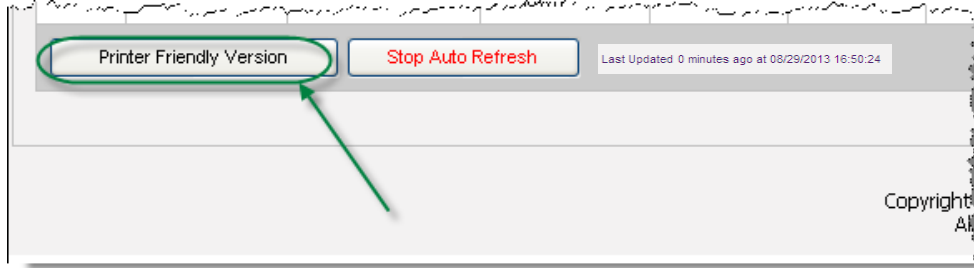 Printer Friendly Version Stop Auto Refresh Last Updated 0 minutes ago at 08/29/2013 16:50:24
Copyright